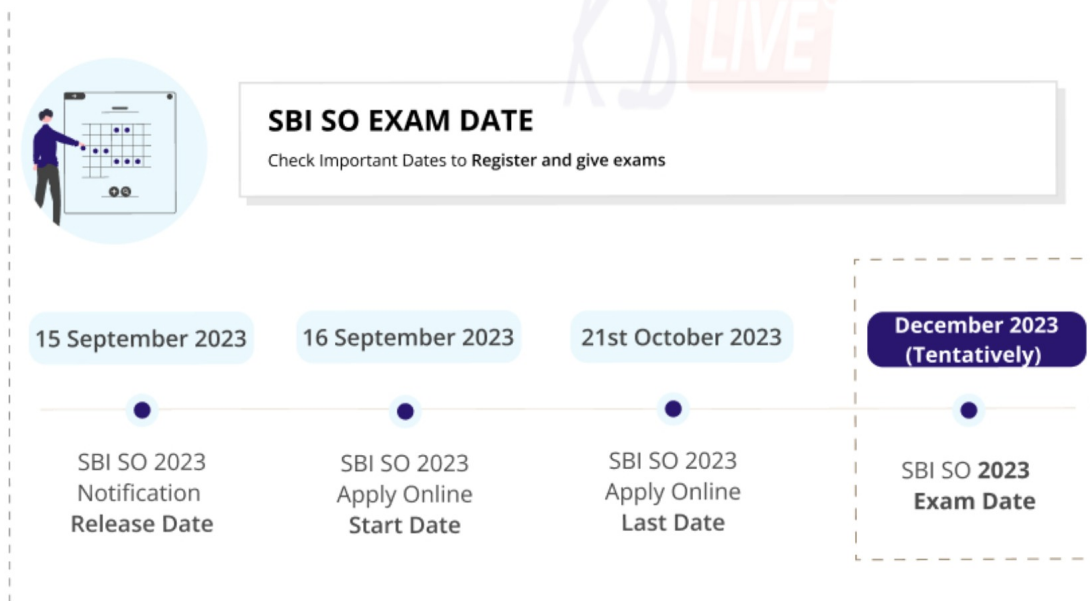 LIVE
SBI SO EXAM DATE
Check Important Dates to Register and give exams
15 September 2023
16 September 2023
21st October 2023
December 2023
(Tentatively)
SBI SO 2023
Notification
Release Date
SBI SO 2023
Apply Online
Start Date
SBI SO 2023
Apply Online
Last Date
SBI SO 2023
Exam Date